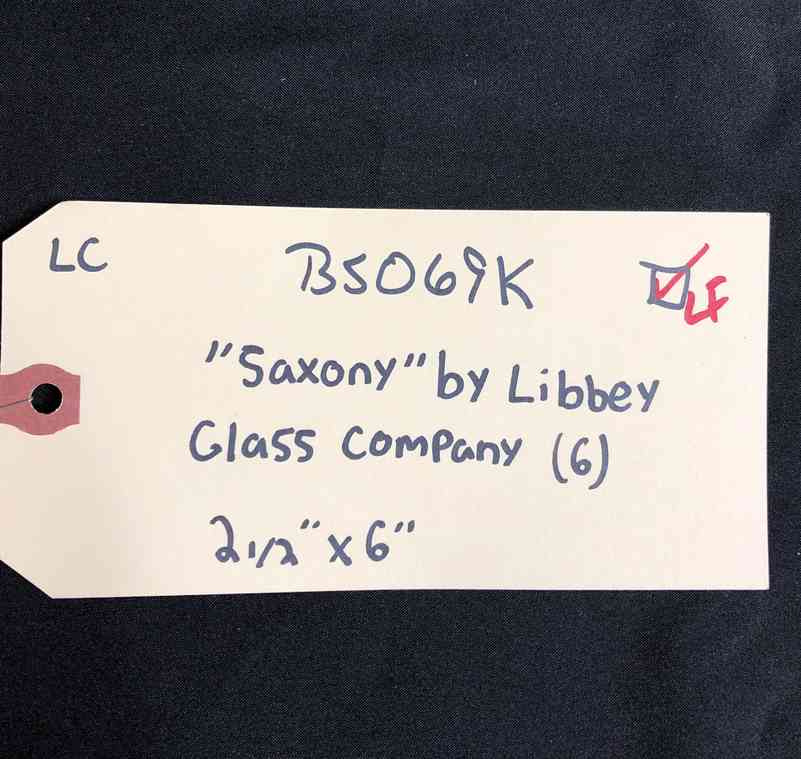 LC
B5069K
LF
"Saxony" by Libbey
Glass Company (6)
2 1/2" x 6"